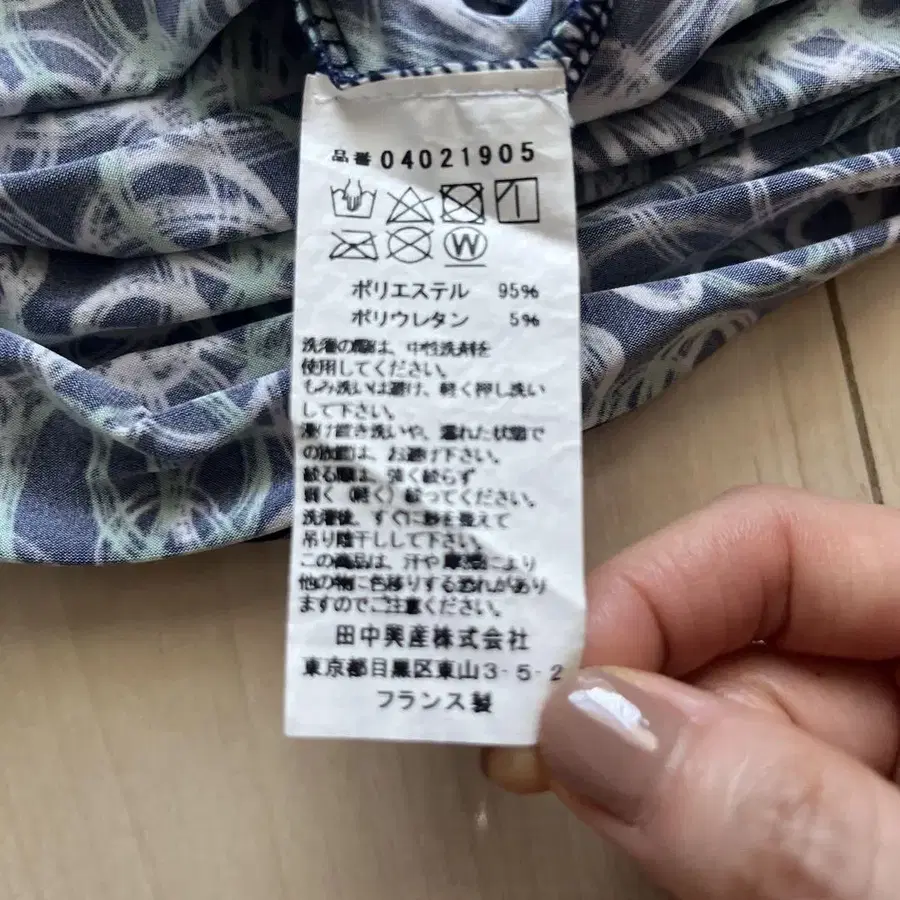 品番 04021905
W
ポリエステル 95%
ポリウレタン 5%
洗濯の際は、中性洗剤を
使用してください。
もみ洗いは避け、軽く押し洗い
して下さい。
浸け置き洗いや、濡れた状態で
の放置は、お避け下さい。
絞る際は、強く絞らず
弱く（軽く）絞ってください。
洗濯後、すぐに形を整えて
吊り陰干しして下さい。
この商品は、汗や摩擦により
他の物に色移りする恐れがあり
ますのでご注意ください。
田中興産株式会社
東京都目黒区東山3-5-2
フランス製